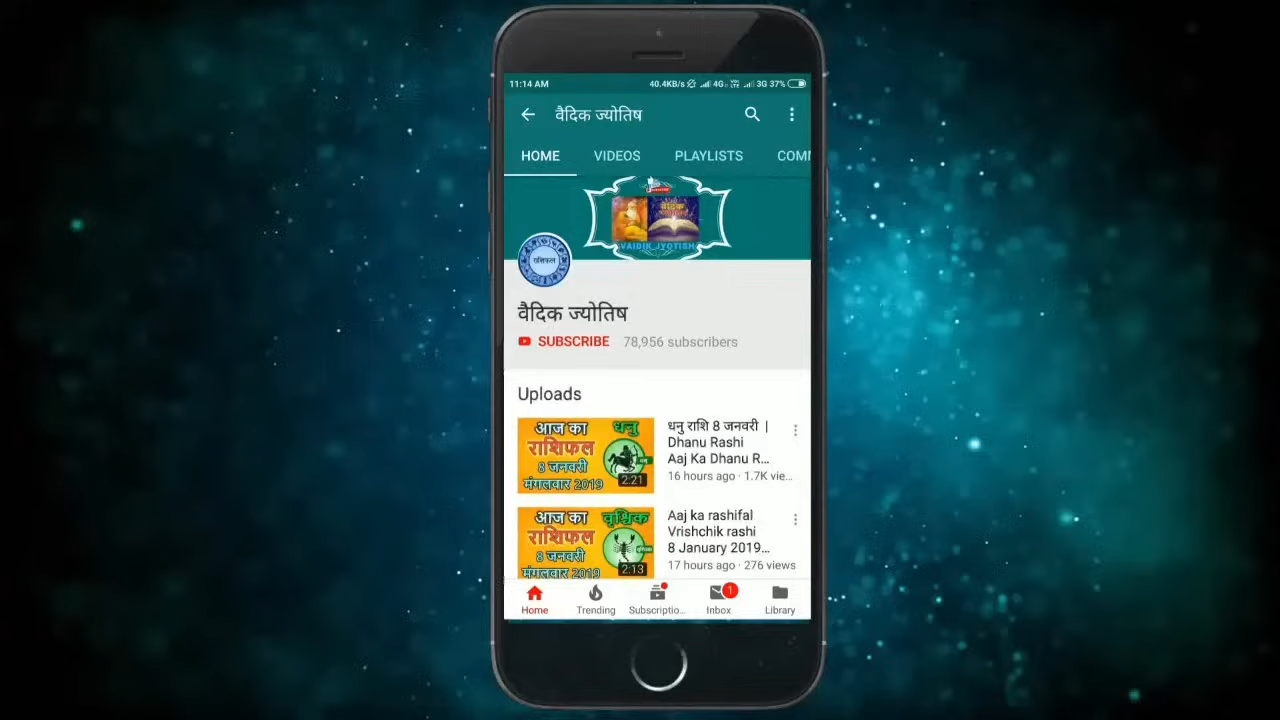 11:14 AM
40.4KB/s 4G 3G 37%
वैदिक ज्योतिष
HOME VIDEOS PLAYLISTS COMM
वैदिक
VAIDIK JYOTISH
राशिफल
वैदिक ज्योतिष
SUBSCRIBE 78,956 subscribers
Uploads
आज का धनु
राशिफल
8 जनवरी
मंगलवार 2019 2:21
धनु राशि 8 जनवरी |
Dhanu Rashi
Aaj Ka Dhanu R...
16 hours ago · 1.7K vie...
आज का वृश्चिक
राशिफल
8 जनवरी
मंगलवार 2019 2:13
Aaj ka rashifal
Vrishchik rashi
8 January 2019...
17 hours ago · 276 views
1
Home Trending Subscriptio... Inbox Library